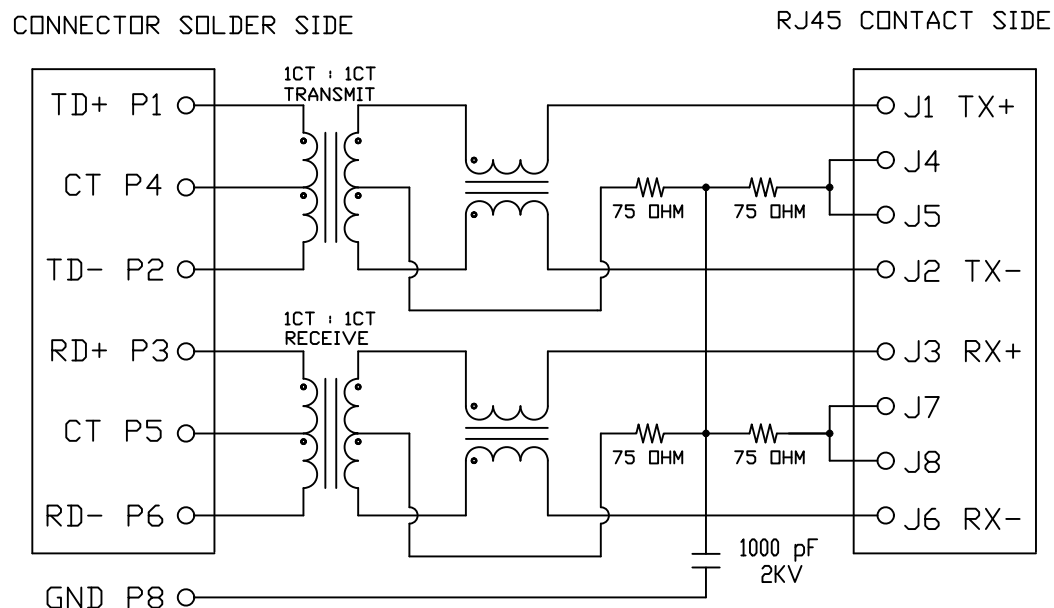 CONNECTOR SOLDER SIDE
RJ45 CONTACT SIDE
1CT : 1CT
TRANSMIT
TD+ P1
J1 TX+
J4
CT P4
75 OHM
75 OHM
J5
TD- P2
J2 TX-
1CT : 1CT
RECEIVE
RD+ P3
J3 RX+
J7
CT P5
75 OHM
75 OHM
J8
RD- P6
J6 RX-
1000 pF
2KV
GND P8